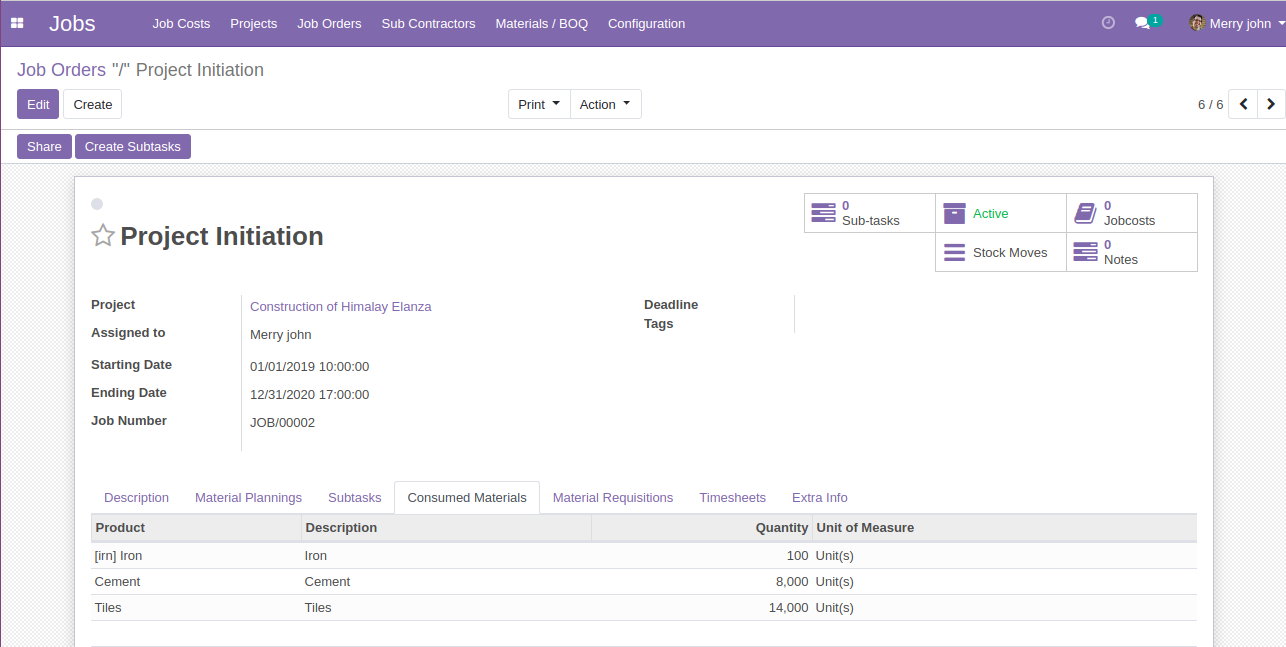 Jobs Job Costs Projects Job Orders Sub Contractors Materials / BOQ Configuration 1 Merry john
Job Orders "/" Project Initiation
Edit Create Print Action 6 / 6
Share Create Subtasks
0 Sub-tasks
Active
0 Jobcosts
Stock Moves
0 Notes
Project Initiation
Project Construction of Himalay Elanza
Assigned to Merry john
Starting Date 01/01/2019 10:00:00
Ending Date 12/31/2020 17:00:00
Job Number JOB/00002
Deadline
Tags
Description Material Plannings Subtasks Consumed Materials Material Requisitions Timesheets Extra Info
Product Description Quantity Unit of Measure
[irn] Iron Iron 100 Unit(s)
Cement Cement 8,000 Unit(s)
Tiles Tiles 14,000 Unit(s)